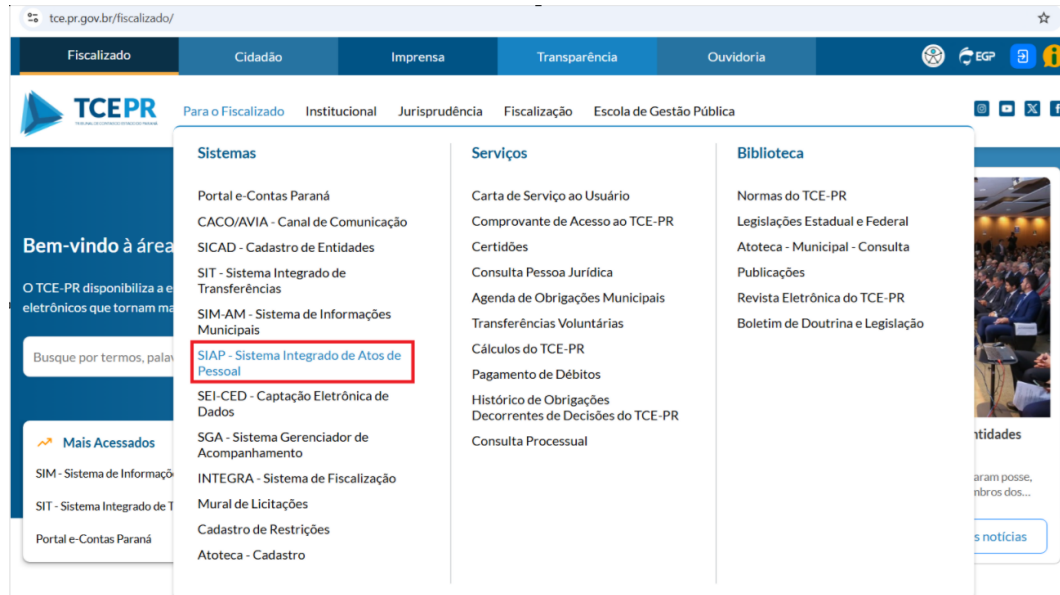 tce.pr.gov.br/fiscalizado/
Fiscalizado
Cidadão
Imprensa
Transparência
Ouvidoria
EGP
TCEPR
Para o Fiscalizado
Institucional
Jurisprudência
Fiscalização
Escola de Gestão Pública
Sistemas
Portal e-Contas Paraná
CACO/AVIA - Canal de Comunicação
SICAD - Cadastro de Entidades
SIT - Sistema Integrado de
Transferências
SIM-AM - Sistema de Informações
Municipais
SIAP - Sistema Integrado de Atos de
Pessoal
SEI-CED - Captação Eletrônica de
Dados
SGA - Sistema Gerenciador de
Acompanhamento
INTEGRA - Sistema de Fiscalização
Mural de Licitações
Cadastro de Restrições
Atoteca - Cadastro
Serviços
Carta de Serviço ao Usuário
Comprovante de Acesso ao TCE-PR
Certidões
Consulta Pessoa Jurídica
Agenda de Obrigações Municipais
Transferências Voluntárias
Cálculos do TCE-PR
Pagamento de Débitos
Histórico de Obrigações
Decorrentes de Decisões do TCE-PR
Consulta Processual
Biblioteca
Normas do TCE-PR
Legislações Estadual e Federal
Atoteca - Municipal - Consulta
Publicações
Revista Eletrônica do TCE-PR
Boletim de Doutrina e Legislação
Bem-vindo à área
O TCE-PR disponibiliza a e
eletrônicos que tornam ma
Busque por termos, palav
Mais Acessados
SIM - Sistema de Informaçõ
SIT - Sistema Integrado de T
Portal e-Contas Paraná
ntidades
aram posse,
nbros dos...
s notícias